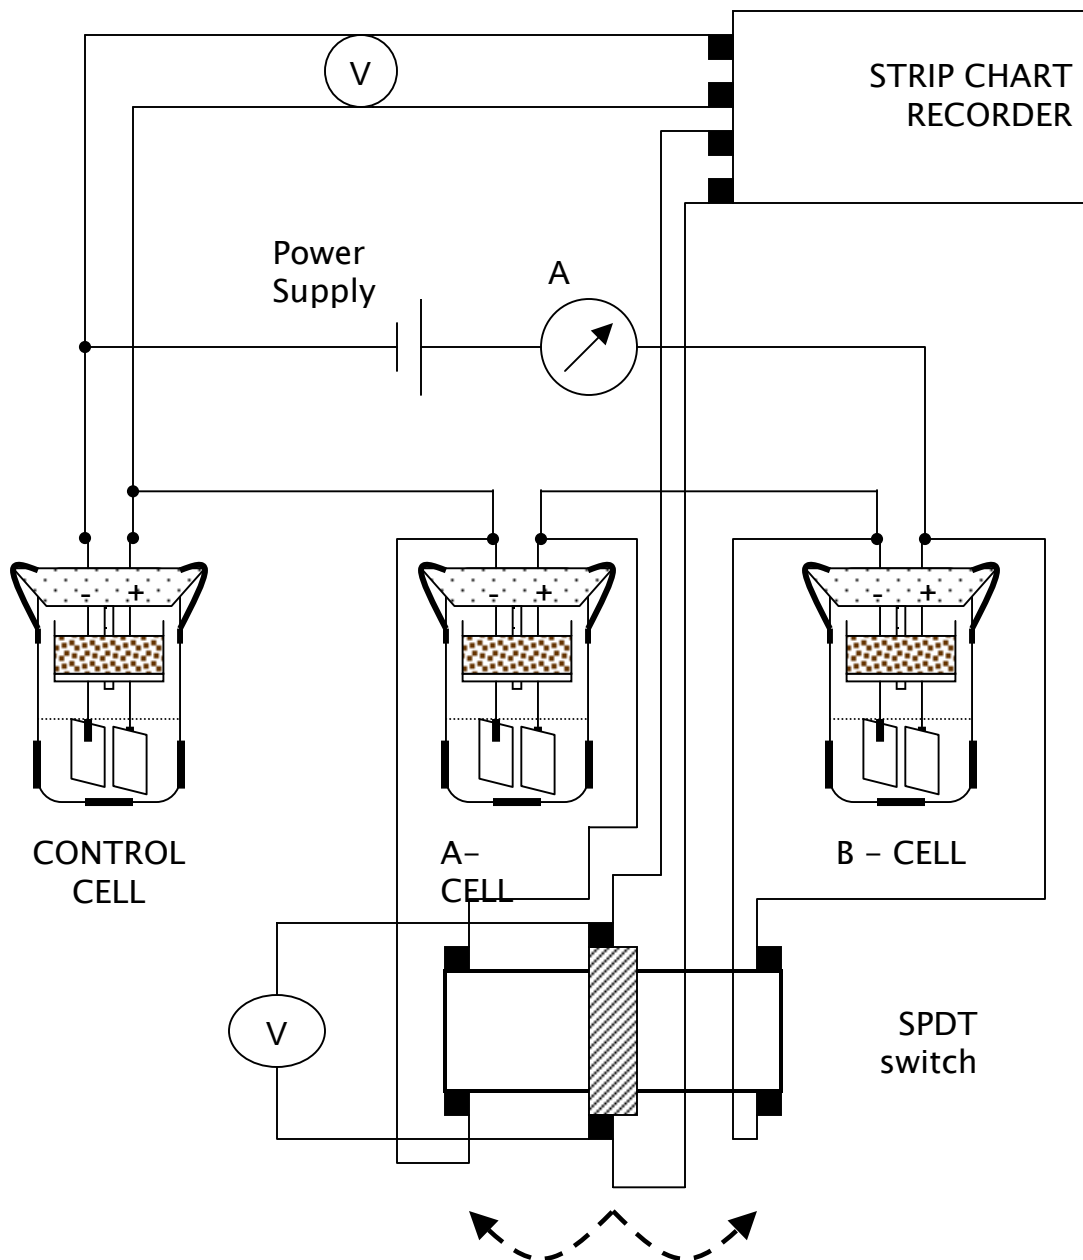 V
STRIP CHART
RECORDER
Power
Supply
A
- +
- +
- +
CONTROL
CELL
A-
CELL
B - CELL
V
SPDT
switch